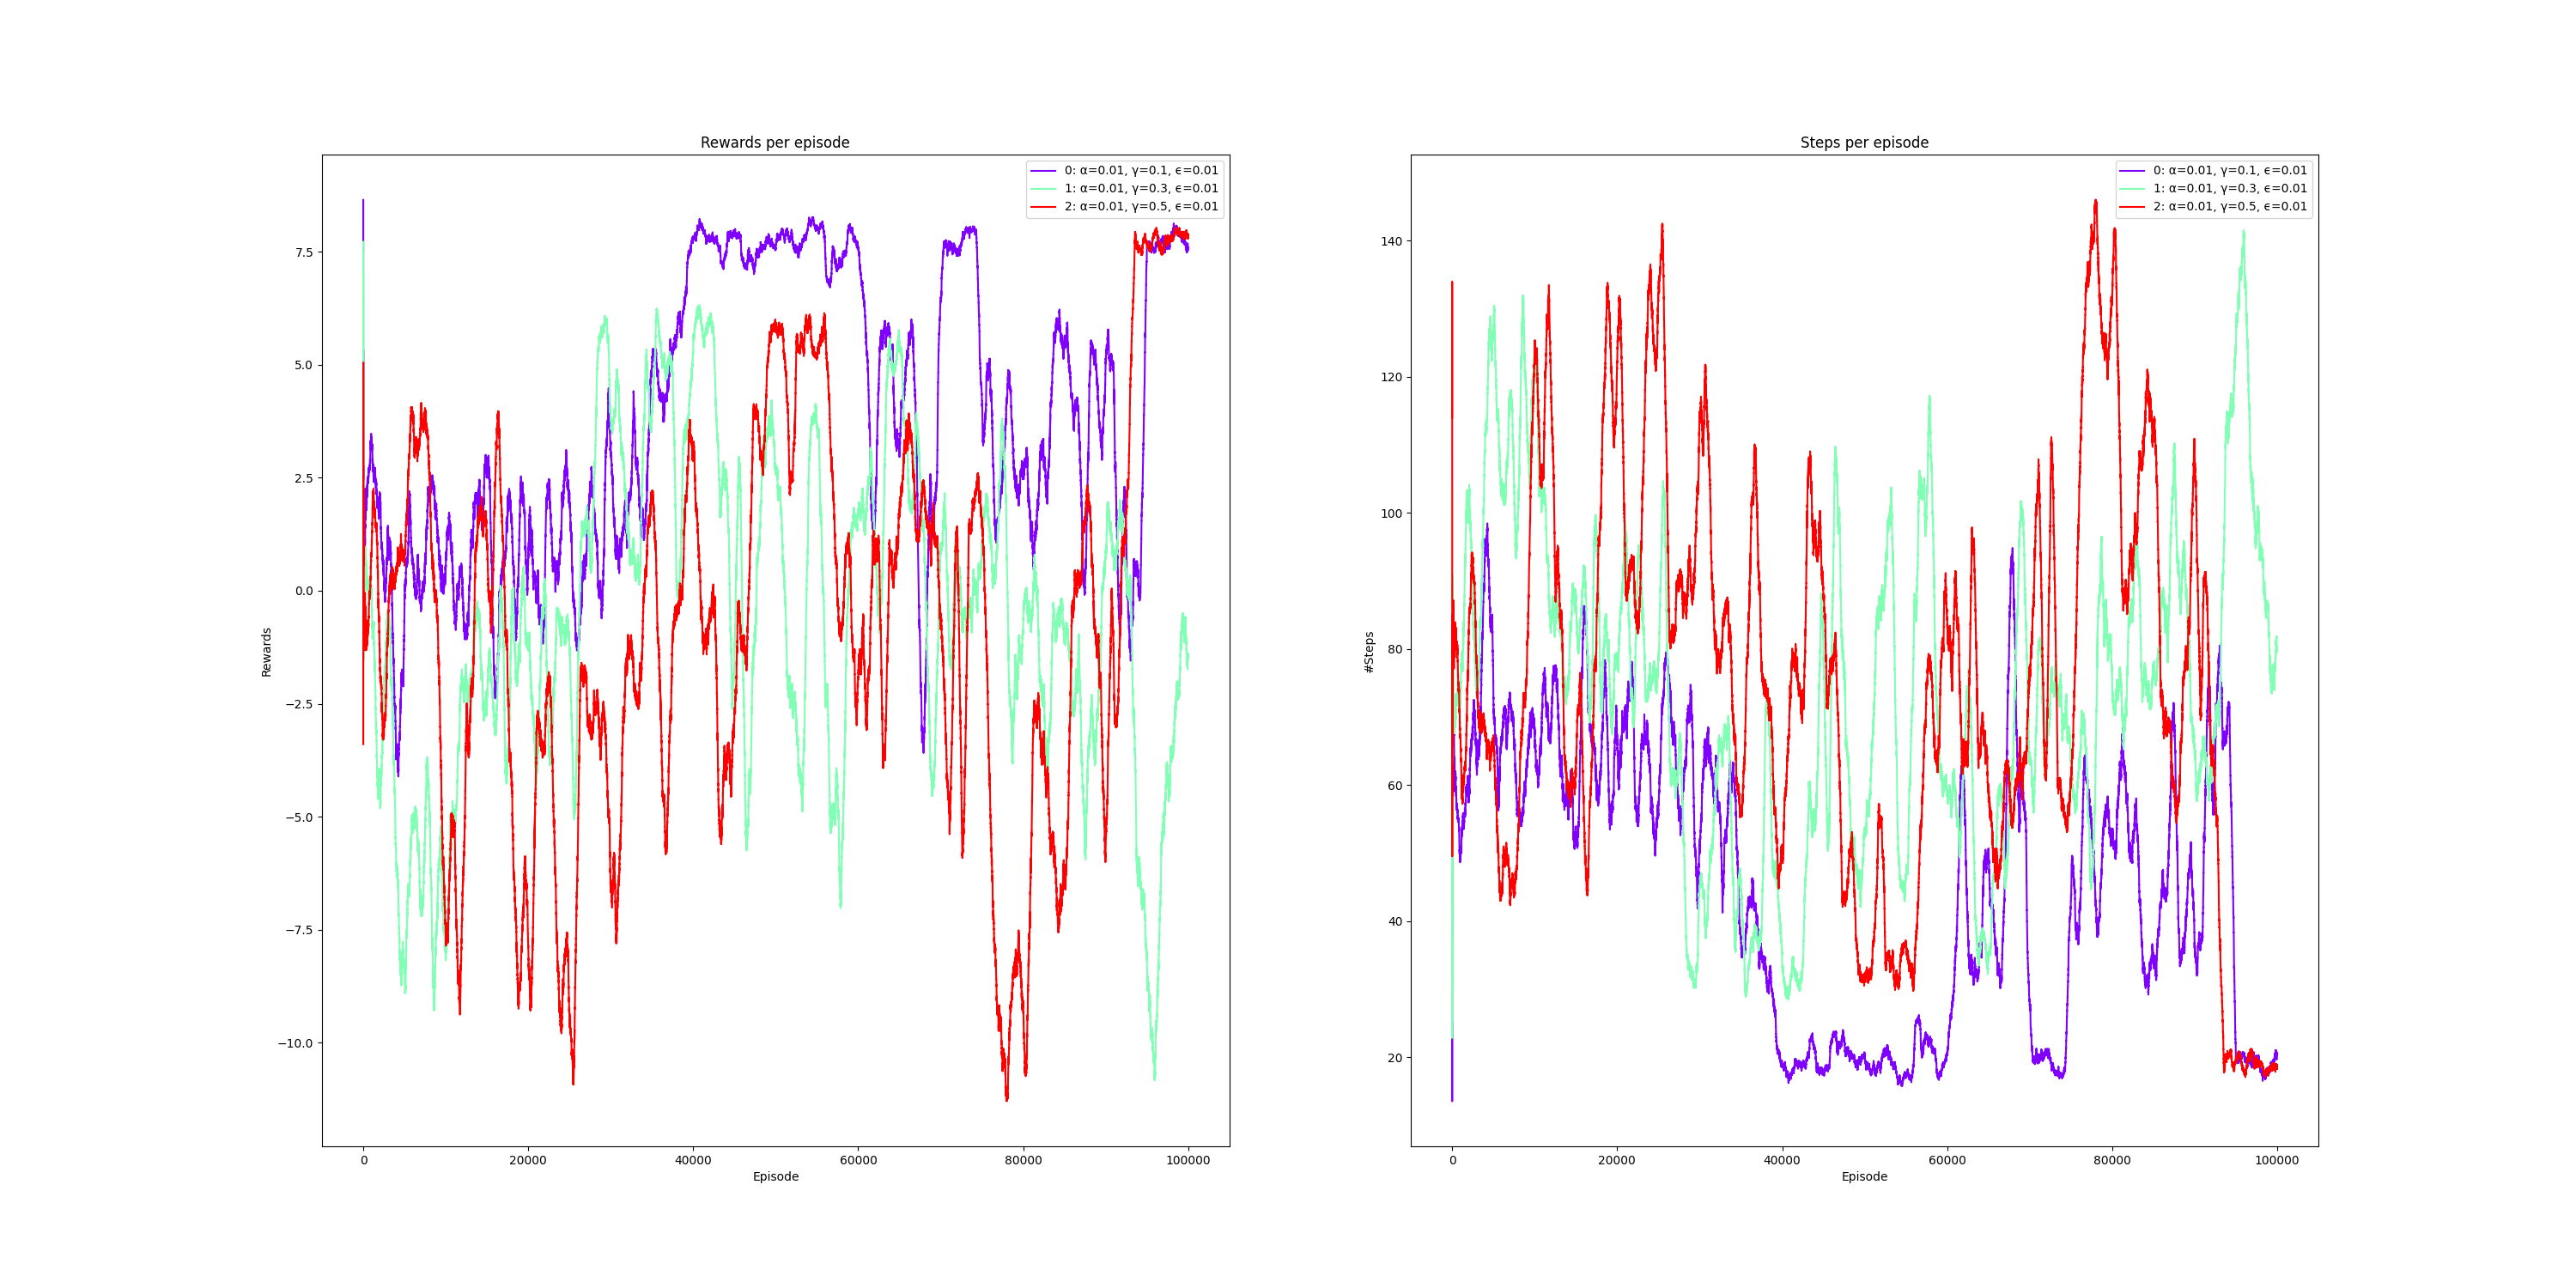 Rewards per episode
0: α=0.01, γ=0.1, ϵ=0.01
1: α=0.01, γ=0.3, ϵ=0.01
2: α=0.01, γ=0.5, ϵ=0.01
7.5
5.0
2.5
0.0
−2.5
−5.0
−7.5
−10.0
Rewards
0 20000 40000 60000 80000 100000
Episode
Steps per episode
0: α=0.01, γ=0.1, ϵ=0.01
1: α=0.01, γ=0.3, ϵ=0.01
2: α=0.01, γ=0.5, ϵ=0.01
140
120
100
80
60
40
20
#Steps
0 20000 40000 60000 80000 100000
Episode